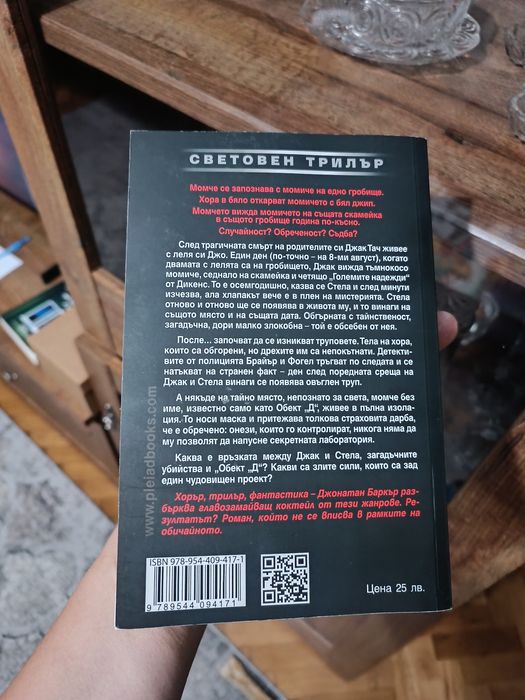 СВЕТОВЕН ТРИЛЪР
Момче се запознава с момиче на едно гробище.
Хора в бяло откарват момичето с бял джип.
Момчето вижда момичето на същата скамейка
в същото гробище година по-късно.
Случайност? Обреченост? Съдба?
След трагичната смърт на родителите си Джак Тач живее
с леля си Джо. Един ден (по-точно – на 8-ми август), когато
двамата с лелята са на гробището, Джак вижда тъмнокосо
момиче, седнало на скамейка и четящо „Големите надежди"
от Дикенс. То е осемгодишно, казва се Стела и след минути
изчезва, ала хлапакът вече е в плен на мистерията. Стела
отново и отново ще се появява в живота му, и то винаги на
същото място и на същата дата. Обгърната с тайнственост,
загадъчна, дори малко злокобна – той е обсебен от нея.
После... започват да се изникват труповете. Тела на хора,
които са обгорени, но дрехите им са непокътнати. Детекти-
вите от полицията Брайър и Фогел тръгват по следата и се
натъкват на странен факт – ден след поредната среща на
Джак и Стела винаги се появява овъглен труп.
А някъде на тайно място, непознато за света, момче без
име, известно само като Обект „Д", живее в пълна изола-
ция. То носи маска и притежава толкова страховита дарба,
че е обречено: онези, които го контролират, никога няма да
му позволят да напусне секретната лаборатория.
Каква е връзката между Джак и Стела, загадъчните
убийства и „Обект „Д"? Какви са злите сили, които са зад
един чудовищен проект?
Хорър, трилър, фантастика – Джонатан Баркър раз-
бърква главозамайващ коктейл от тези жанрове. Ре-
зултатът? Роман, който не се вписва в рамките на
обичайното.
www.pleiadbooks.com
ISBN 978-954-409-417-1
9 789544 094171
Цена 25 лв.